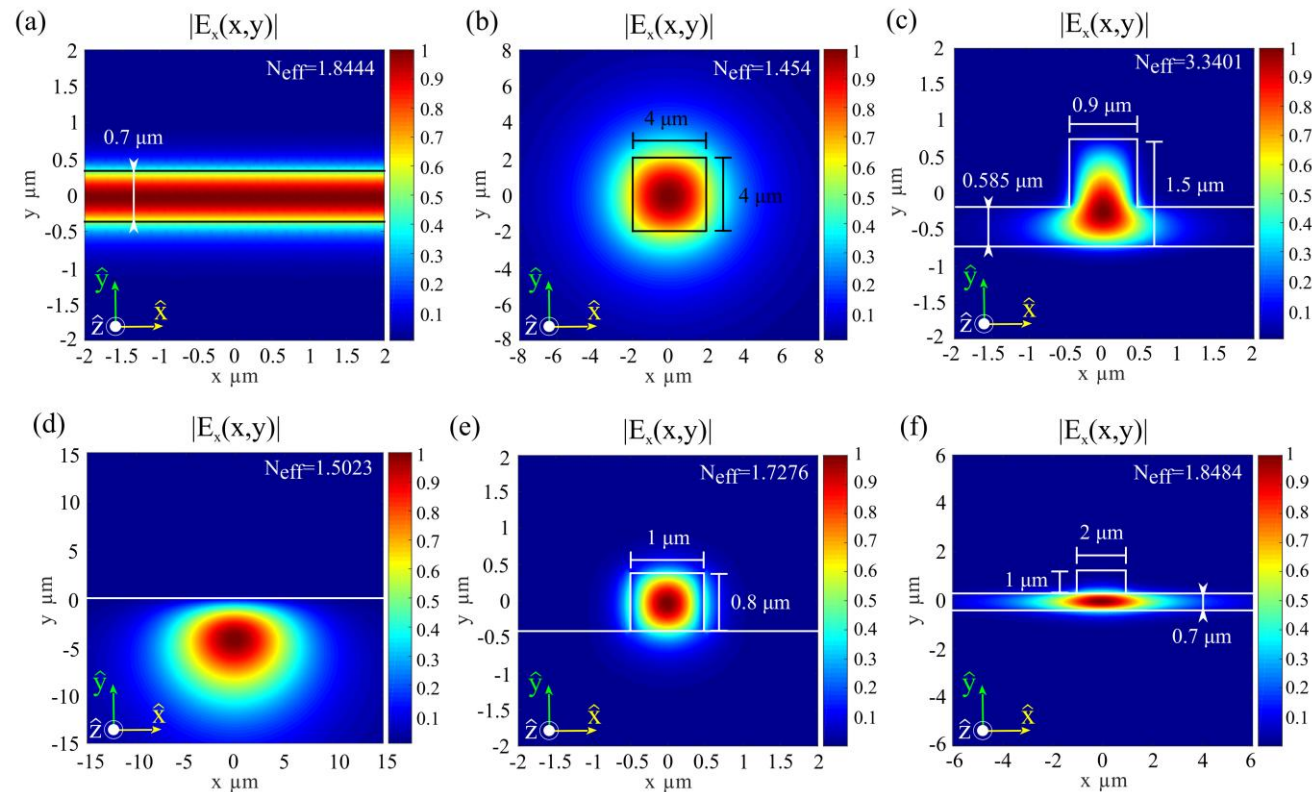 (a)
|Eₓ(x,y)|
Neff=1.8444
0.7 μm
y μm
2
1.5
1
0.5
0
-0.5
-1
-1.5
-2
ŷ
ẑ
x̂
-2 -1.5 -1 -0.5 0 0.5 1 1.5 2
x μm
1
0.9
0.8
0.7
0.6
0.5
0.4
0.3
0.2
0.1
(b)
|Eₓ(x,y)|
Neff=1.454
4 μm
4 μm
y μm
8
6
4
2
0
-2
-4
-6
-8
ŷ
ẑ
x̂
-8 -6 -4 -2 0 2 4 6 8
x μm
1
0.9
0.8
0.7
0.6
0.5
0.4
0.3
0.2
0.1
(c)
|Eₓ(x,y)|
Neff=3.3401
0.9 μm
0.585 μm
1.5 μm
y μm
2
1.5
1
0.5
0
-0.5
-1
-1.5
-2
ŷ
ẑ
x̂
-2 -1.5 -1 -0.5 0 0.5 1 1.5 2
x μm
1
0.9
0.8
0.7
0.6
0.5
0.4
0.3
0.2
0.1
(d)
|Eₓ(x,y)|
Neff=1.5023
y μm
15
10
5
0
-5
-10
-15
ŷ
ẑ
x̂
-15 -10 -5 0 5 10 15
x μm
1
0.9
0.8
0.7
0.6
0.5
0.4
0.3
0.2
0.1
(e)
|Eₓ(x,y)|
Neff=1.7276
1 μm
0.8 μm
y μm
2
1.5
1
0.5
0
-0.5
-1
-1.5
-2
ŷ
ẑ
x̂
-2 -1.5 -1 -0.5 0 0.5 1 1.5 2
x μm
1
0.9
0.8
0.7
0.6
0.5
0.4
0.3
0.2
0.1
(f)
|Eₓ(x,y)|
Neff=1.8484
2 μm
1 μm
0.7 μm
y μm
6
4
2
0
-2
-4
-6
ŷ
ẑ
x̂
-6 -4 -2 0 2 4 6
x μm
1
0.9
0.8
0.7
0.6
0.5
0.4
0.3
0.2
0.1